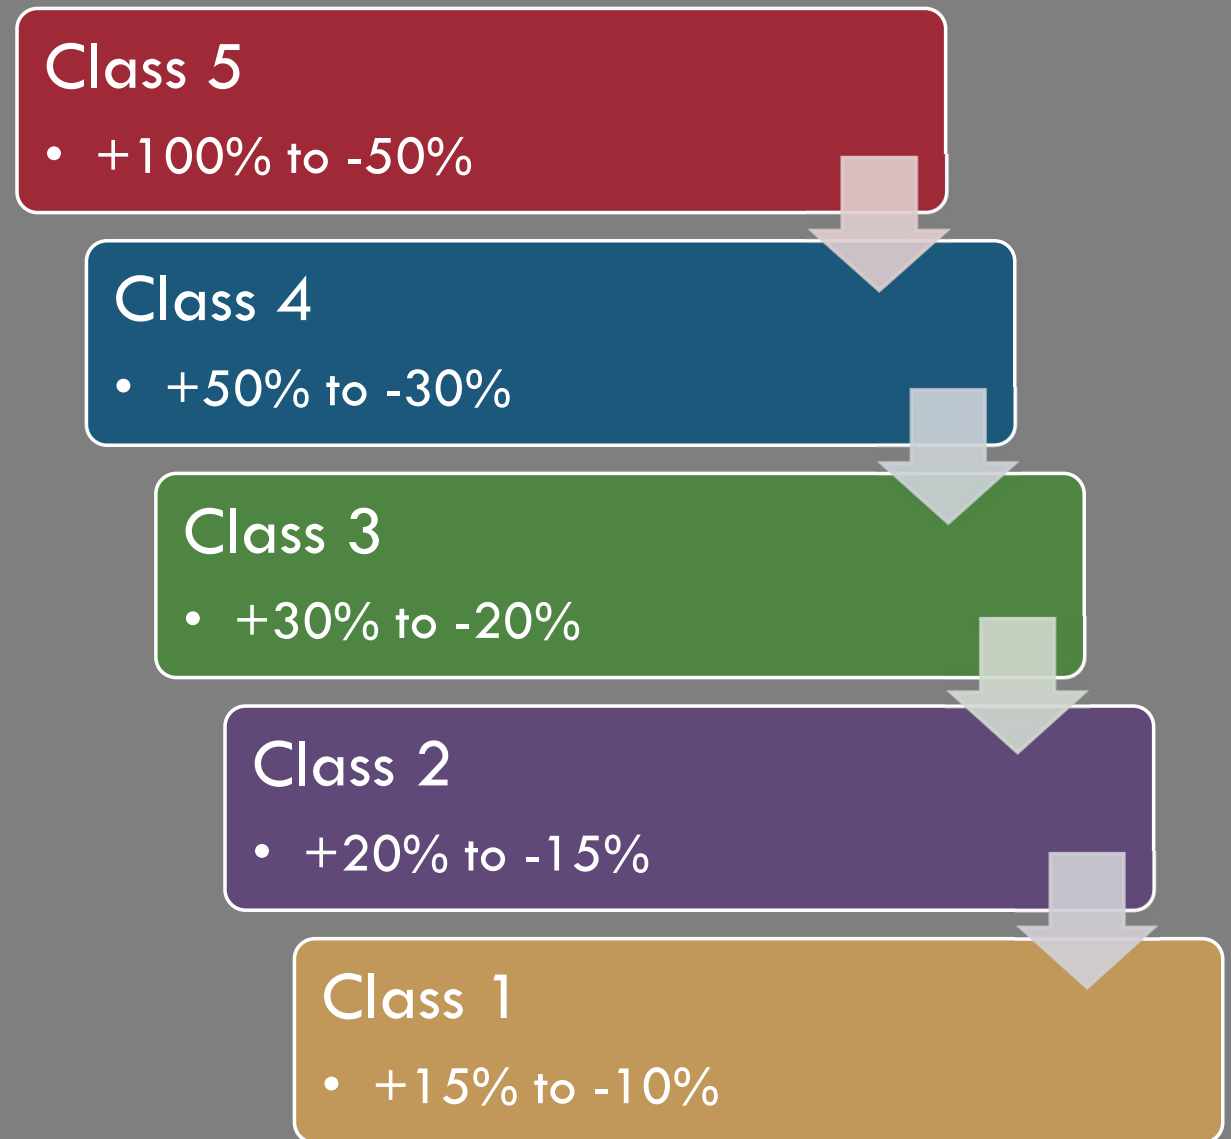 Class 5
• +100% to -50%
Class 4
• +50% to -30%
Class 3
• +30% to -20%
Class 2
• +20% to -15%
Class 1
• +15% to -10%